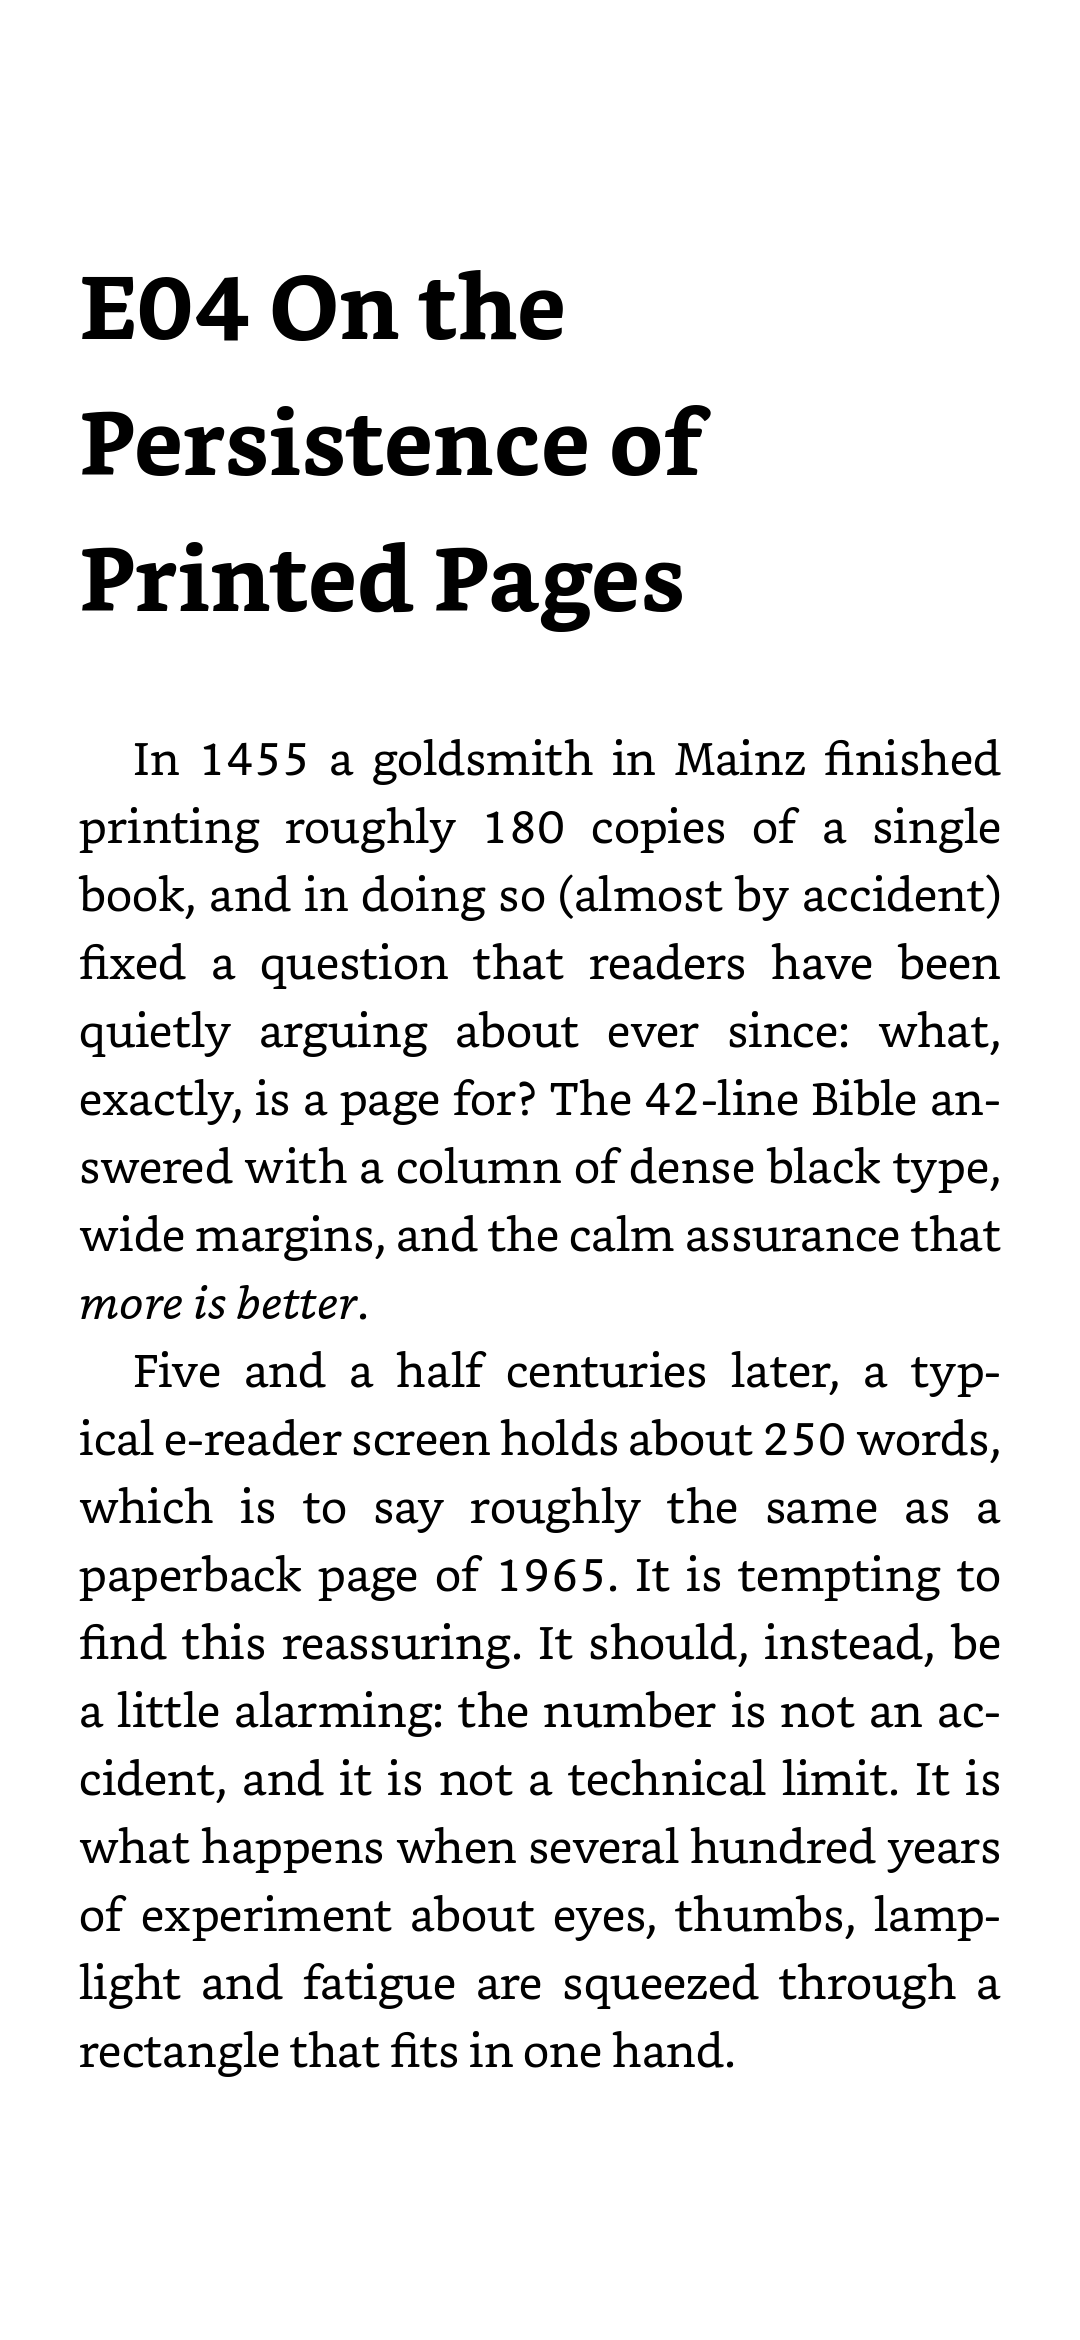 E04 On the
Persistence of
Printed Pages
In 1455 a goldsmith in Mainz finished
printing roughly 180 copies of a single
book, and in doing so (almost by accident)
fixed a question that readers have been
quietly arguing about ever since: what,
exactly, is a page for? The 42-line Bible an-
swered with a column of dense black type,
wide margins, and the calm assurance that
more is better.
Five and a half centuries later, a typ-
ical e-reader screen holds about 250 words,
which is to say roughly the same as a
paperback page of 1965. It is tempting to
find this reassuring. It should, instead, be
a little alarming: the number is not an ac-
cident, and it is not a technical limit. It is
what happens when several hundred years
of experiment about eyes, thumbs, lamp-
light and fatigue are squeezed through a
rectangle that fits in one hand.